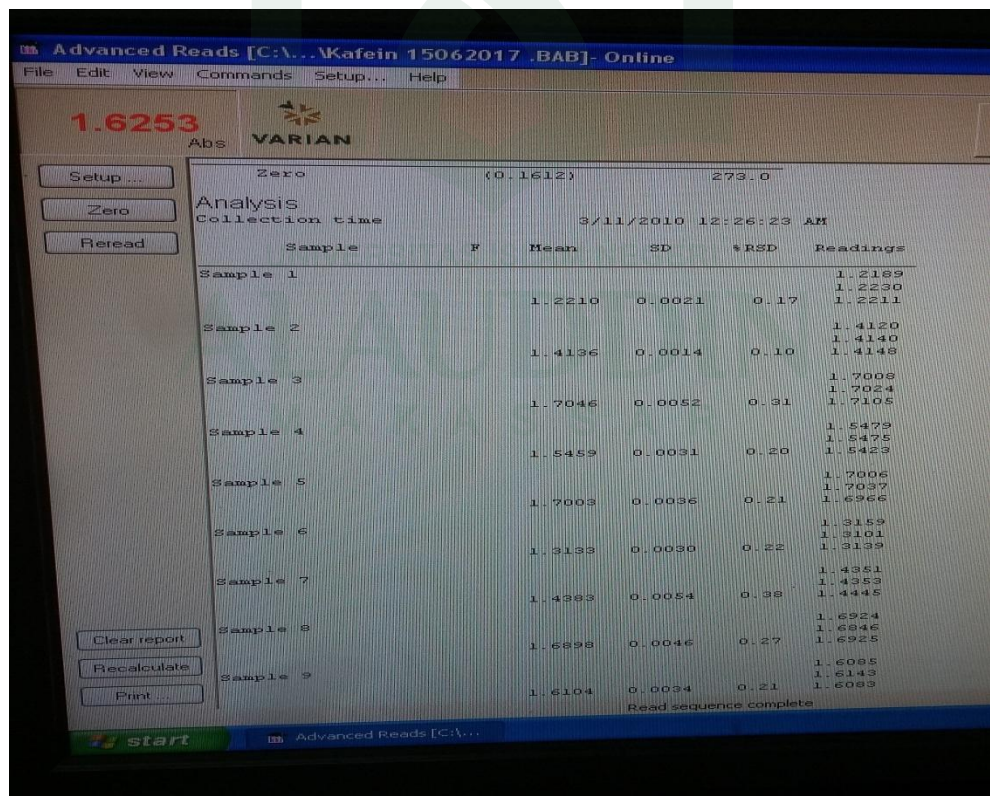 Advanced Reads [C:\...\Kafein 15062017 .BAB]- Online
File Edit View Commands Setup... Help
1.6253
Abs
VARIAN
Setup ...
Zero
Reread
Zero (0.1612) 273.0
Analysis
Collection time 3/11/2010 12:26:23 AM
Sample F Mean SD %RSD Readings
Sample 1 1.2189
1.2230
1.2210 0.0021 0.17 1.2211
Sample 2 1.4120
1.4140
1.4136 0.0014 0.10 1.4148
Sample 3 1.7008
1.7024
1.7046 0.0052 0.31 1.7105
Sample 4 1.5479
1.5475
1.5459 0.0031 0.20 1.5423
Sample 5 1.7006
1.7037
1.7003 0.0036 0.21 1.6966
Sample 6 1.3159
1.3101
1.3133 0.0030 0.22 1.3139
Sample 7 1.4351
1.4353
1.4383 0.0054 0.38 1.4445
Sample 8 1.6924
1.6846
1.6898 0.0046 0.27 1.6925
Sample 9 1.6085
1.6143
1.6104 0.0034 0.21 1.6083
Clear report
Recalculate
Print ...
Read sequence complete
start Advanced Reads [C:\...